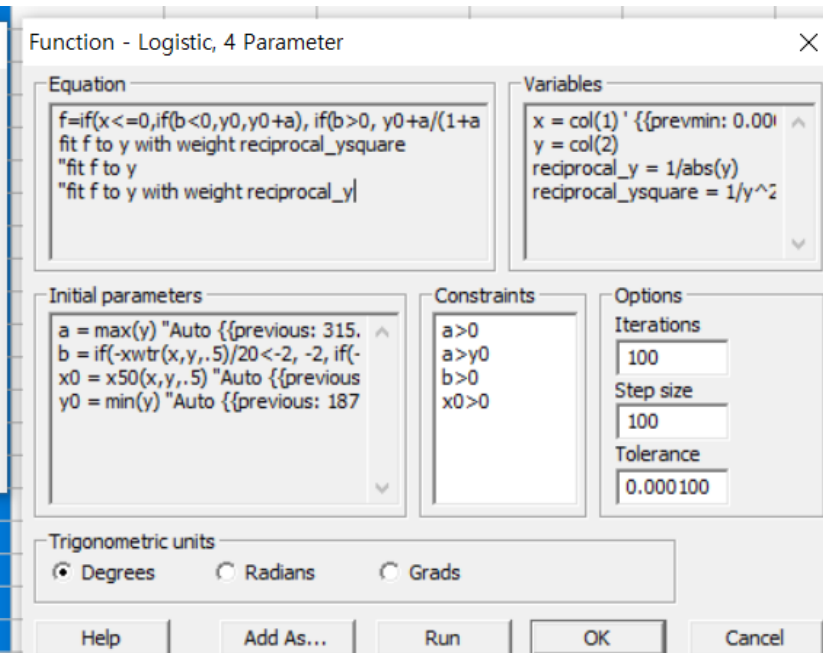 Function - Logistic, 4 Parameter
Equation
f=if(x<=0,if(b<0,y0,y0+a), if(b>0, y0+a/(1+a
fit f to y with weight reciprocal_ysquare
"fit f to y
"fit f to y with weight reciprocal_y
Variables
x = col(1) ' {{prevmin: 0.00
y = col(2)
reciprocal_y = 1/abs(y)
reciprocal_ysquare = 1/y^2
Initial parameters
a = max(y) "Auto {{previous: 315.
b = if(-xwtr(x,y,.5)/20<-2, -2, if(-
x0 = x50(x,y,.5) "Auto {{previous
y0 = min(y) "Auto {{previous: 187
Constraints
a>0
a>y0
b>0
x0>0
Options
Iterations
100
Step size
100
Tolerance
0.000100
Trigonometric units
Degrees
Radians
Grads
Help
Add As...
Run
OK
Cancel